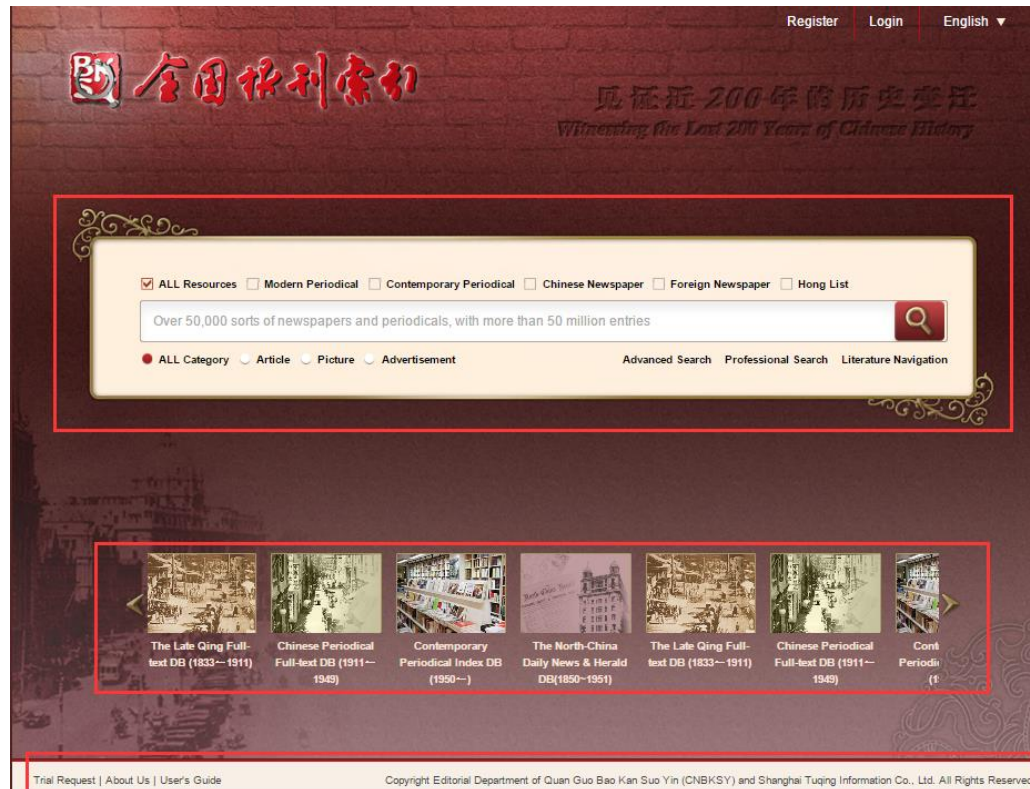 Register Login English ▼
全国报刊索引
见证近 200 年的历史变迁
Witnessing the Last 200 Years of Chinese History
ALL Resources Modern Periodical Contemporary Periodical Chinese Newspaper Foreign Newspaper Hong List
Over 50,000 sorts of newspapers and periodicals, with more than 50 million entries
ALL Category Article Picture Advertisement Advanced Search Professional Search Literature Navigation
The Late Qing Full-
text DB (1833—1911)
Chinese Periodical
Full-text DB (1911—
1949)
Contemporary
Periodical Index DB
(1950—)
The North-China
Daily News & Herald
DB(1850~1951)
The Late Qing Full-
text DB (1833—1911)
Chinese Periodical
Full-text DB (1911—
1949)
Trial Request | About Us | User's Guide Copyright Editorial Department of Quan Guo Bao Kan Suo Yin (CNBKSY) and Shanghai Tuqing Information Co., Ltd. All Rights Reserved